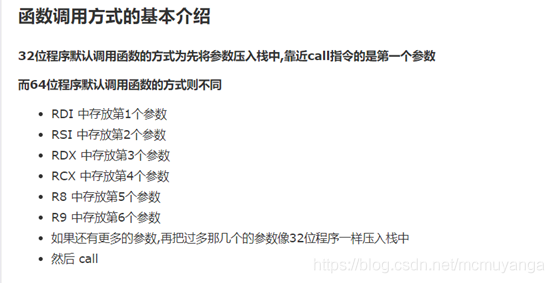 函数调用方式的基本介绍
32位程序默认调用函数的方式为先将参数压入栈中,靠近call指令的是第一个参数
而64位程序默认调用函数的方式则不同
• RDI 中存放第1个参数
• RSI 中存放第2个参数
• RDX 中存放第3个参数
• RCX 中存放第4个参数
• R8 中存放第5个参数
• R9 中存放第6个参数
• 如果还有更多的参数,再把过多那几个的参数像32位程序一样压入栈中
• 然后 call
https://blog.csdn.net/mcmuyanga